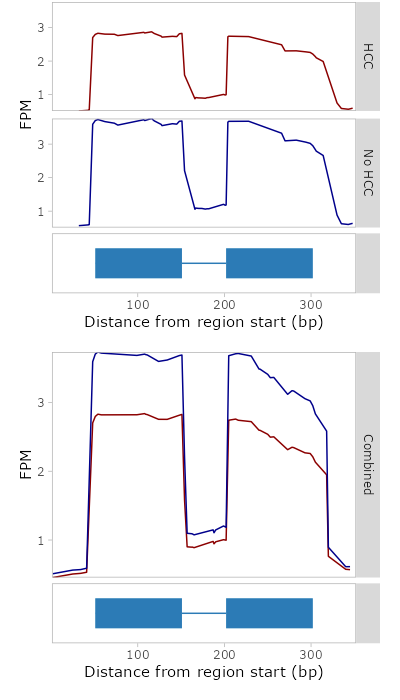 3
2
1
HCC
FPM
3
2
1
No HCC
100
200
300
Distance from region start (bp)
3
2
1
FPM
Combined
100
200
300
Distance from region start (bp)